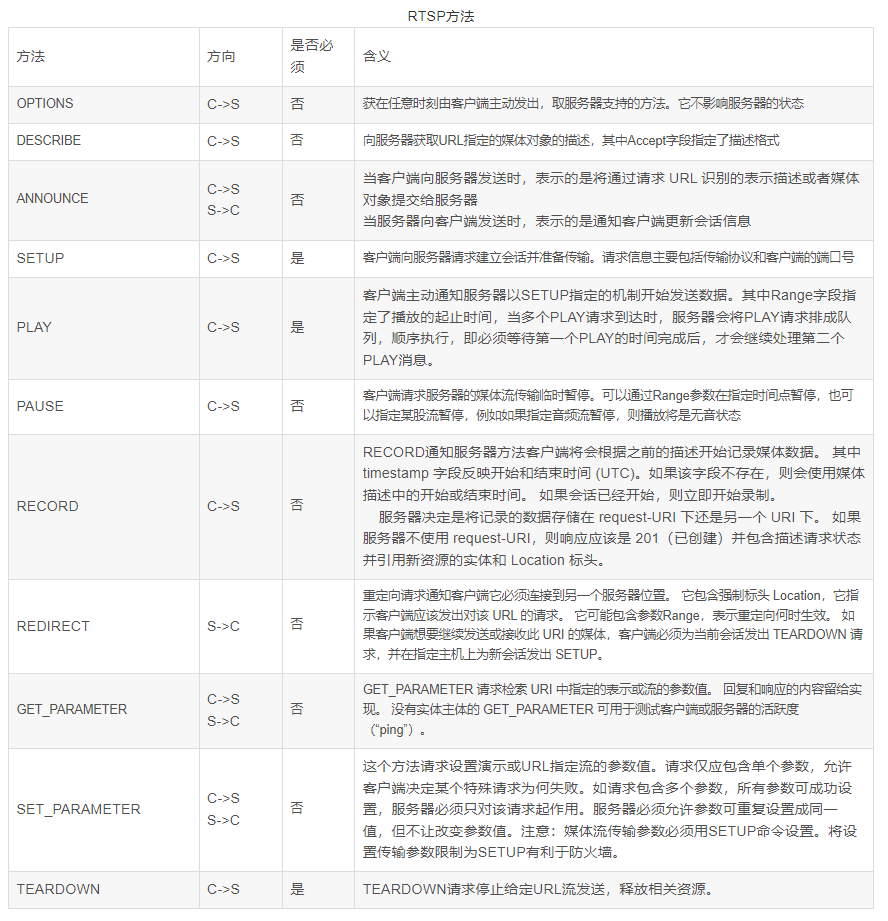 RTSP方法
方法 方向 是否必须 含义
OPTIONS C->S 否 获在任意时刻由客户端主动发出，取服务器支持的方法。它不影响服务器的状态
DESCRIBE C->S 否 向服务器获取URL指定的媒体对象的描述，其中Accept字段指定了描述格式
ANNOUNCE C->S S->C 否 当客户端向服务器发送时，表示的是将通过请求 URL 识别的表示描述或者媒体
对象提交给服务器
当服务器向客户端发送时，表示的是通知客户端更新会话信息
SETUP C->S 是 客户端向服务器请求建立会话并准备传输。请求信息主要包括传输协议和客户端的端口号
PLAY C->S 是 客户端主动通知服务器以SETUP指定的机制开始发送数据。其中Range字段指
定了播放的起止时间，当多个PLAY请求到达时，服务器会将PLAY请求排成队
列，顺序执行，即必须等待第一个PLAY的时间完成后，才会继续处理第二个
PLAY消息。
PAUSE C->S 否 客户端请求服务器的媒体流传输临时暂停。可以通过Range参数在指定时间点暂停，也可
以指定某股流暂停，例如如果指定音频流暂停，则播放将是无音状态
RECORD C->S 否 RECORD通知服务器方法客户端将会根据之前的描述开始记录媒体数据。 其中
timestamp 字段反映开始和结束时间 (UTC)。如果该字段不存在，则会使用媒体
描述中的开始或结束时间。 如果会话已经开始，则立即开始录制。
服务器决定是将记录的数据存储在 request-URI 下还是另一个 URI 下。 如果
服务器不使用 request-URI，则响应应该是 201（已创建）并包含描述请求状态
并引用新资源的实体和 Location 标头。
REDIRECT S->C 否 重定向请求通知客户端它必须连接到另一个服务器位置。 它包含强制标头 Location，它指
示客户端应该发出对该 URL 的请求。 它可能包含参数Range，表示重定向何时生效。 如
果客户端想要继续发送或接收此 URI 的媒体，客户端必须为当前会话发出 TEARDOWN 请
求，并在指定主机上为新会话发出 SETUP。
GET_PARAMETER C->S S->C 否 GET_PARAMETER 请求检索 URI 中指定的表示或流的参数值。 回复和响应的内容留给实
现。 没有实体主体的 GET_PARAMETER 可用于测试客户端或服务器的活跃度
（“ping”）。
SET_PARAMETER C->S S->C 否 这个方法请求设置演示或URL指定流的参数值。请求仅应包含单个参数，允许
客户端决定某个特殊请求为何失败。如请求包含多个参数，所有参数可成功设
置，服务器必须只对该请求起作用。服务器必须允许参数可重复设置成同一
值，但不让改变参数值。注意：媒体流传输参数必须用SETUP命令设置。将设
置传输参数限制为SETUP有利于防火墙。
TEARDOWN C->S 是 TEARDOWN请求停止给定URL流发送，释放相关资源。